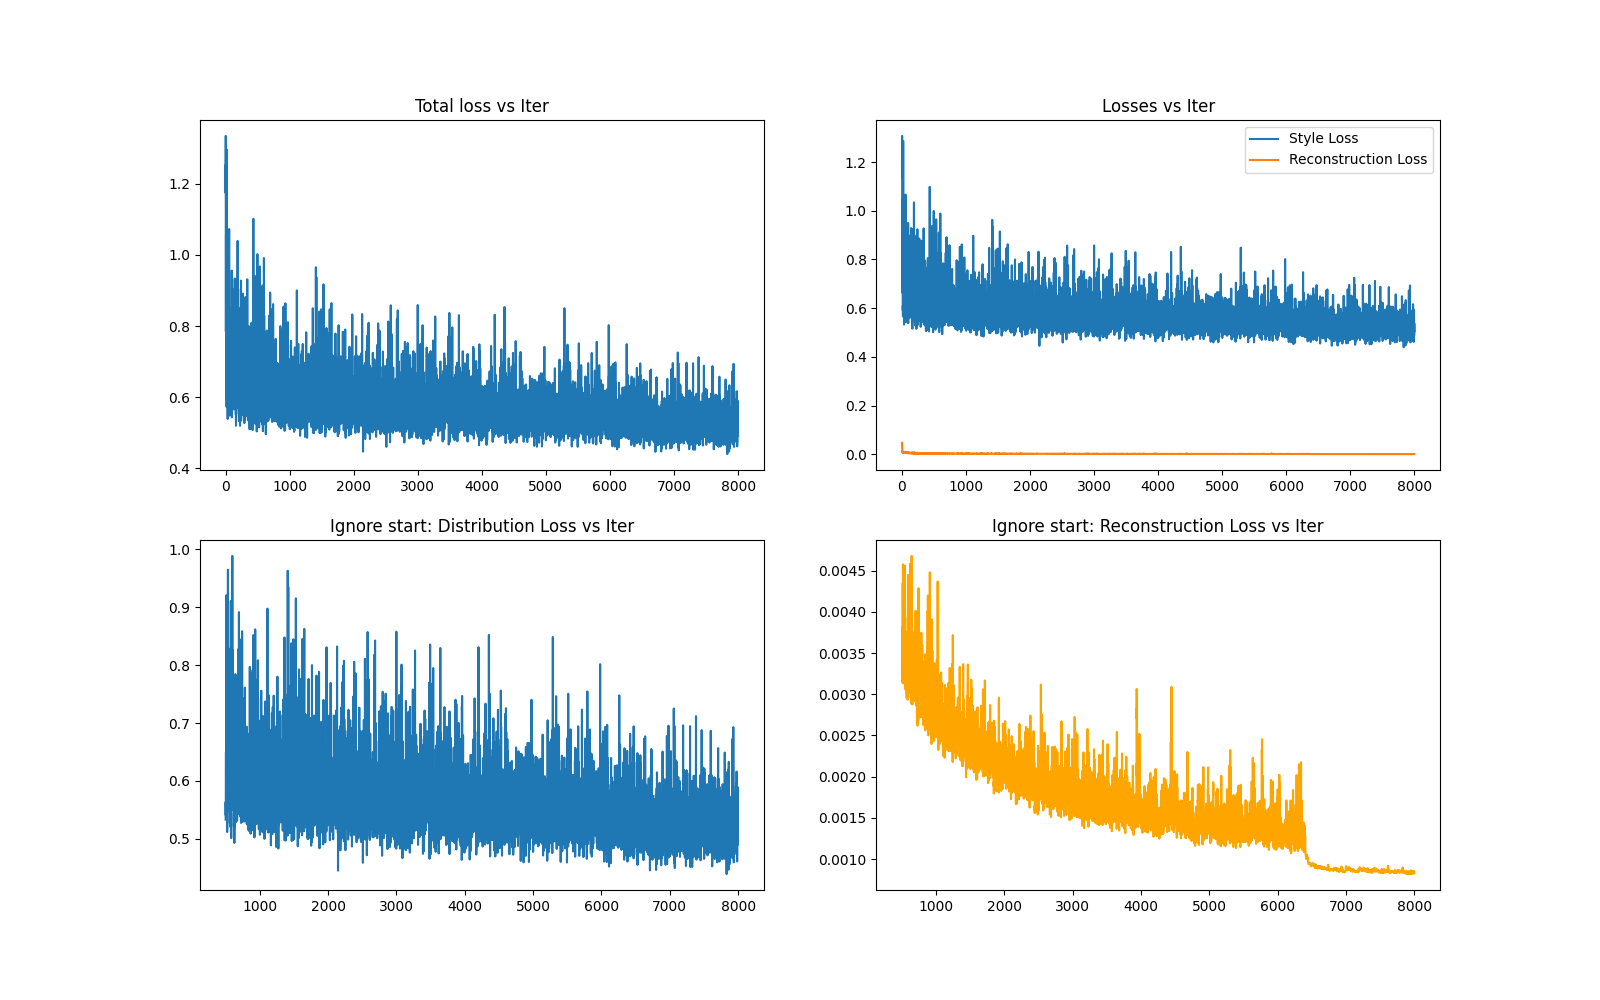 Total loss vs Iter
1.2
1.0
0.8
0.6
0.4
0 1000 2000 3000 4000 5000 6000 7000 8000
Losses vs Iter
Style Loss
Reconstruction Loss
1.2
1.0
0.8
0.6
0.4
0.2
0.0
0 1000 2000 3000 4000 5000 6000 7000 8000
Ignore start: Distribution Loss vs Iter
1.0
0.9
0.8
0.7
0.6
0.5
1000 2000 3000 4000 5000 6000 7000 8000
Ignore start: Reconstruction Loss vs Iter
0.0045
0.0040
0.0035
0.0030
0.0025
0.0020
0.0015
0.0010
1000 2000 3000 4000 5000 6000 7000 8000